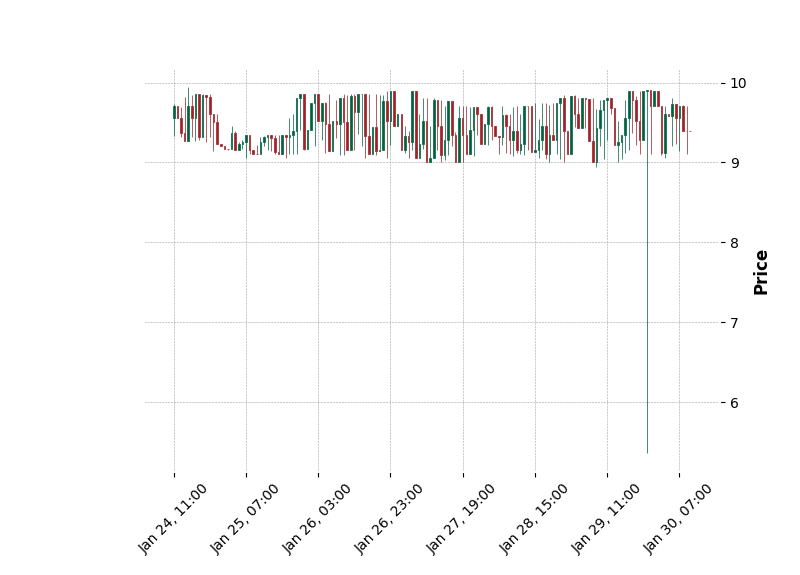 10
9
8
7
6
Price
Jan 24, 11:00
Jan 25, 07:00
Jan 26, 03:00
Jan 26, 23:00
Jan 27, 19:00
Jan 28, 15:00
Jan 29, 11:00
Jan 30, 07:00